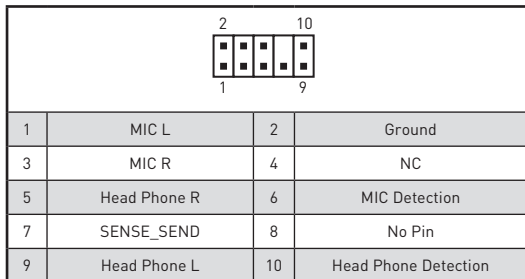 2 10
1 9
1 MIC L 2 Ground
3 MIC R 4 NC
5 Head Phone R 6 MIC Detection
7 SENSE_SEND 8 No Pin
9 Head Phone L 10 Head Phone Detection